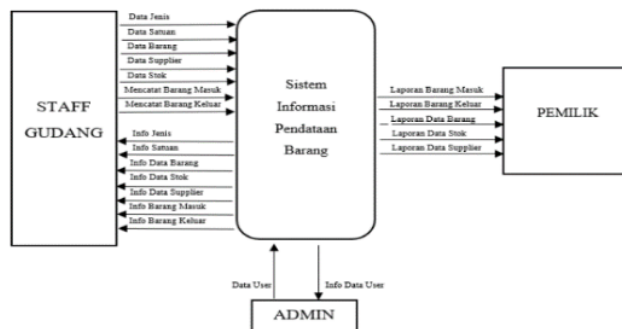 Data Jenis
Data Satuan
Data Barang
Data Supplier
Data Stok
Mencatat Barang Masuk
Mencatat Barang Keluar
STAFF
GUDANG
Info Jenis
Info Satuan
Info Data Barang
Info Data Stok
Info Data Supplier
Info Barang Masuk
Info Barang Keluar
Sistem
Informasi
Pendataan
Barang
Laporan Barang Masuk
Laporan Barang Keluar
Laporan Data Barang
Laporan Data Stok
Laporan Data Supplier
PEMILIK
Data User
Info Data User
ADMIN